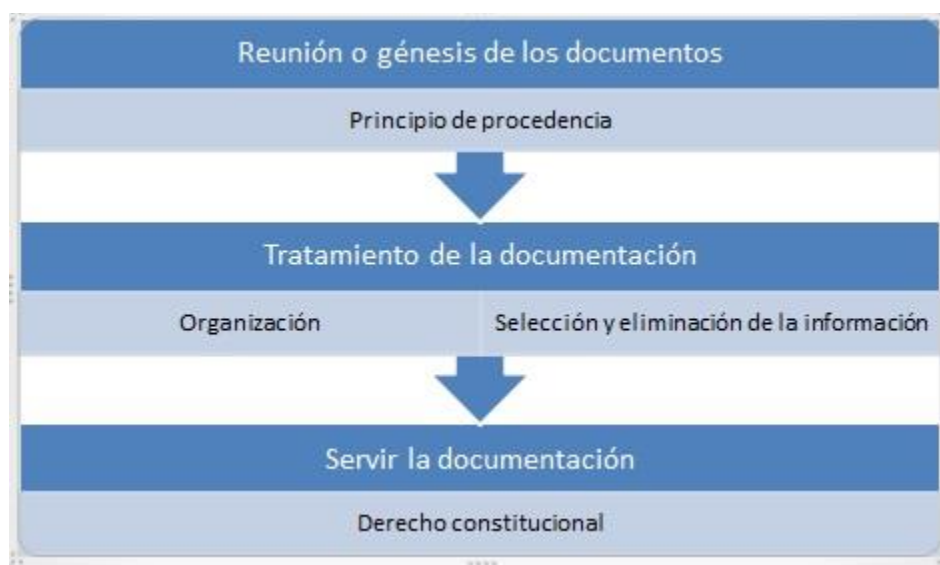 Reunión o génesis de los documentos
Principio de procedencia
Tratamiento de la documentación
Organización
Selección y eliminación de la información
Servir la documentación
Derecho constitucional